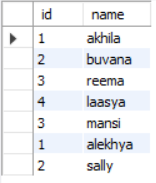 id name
1 akhila
2 buvana
3 reema
4 laasya
3 mansi
1 alekhya
2 sally